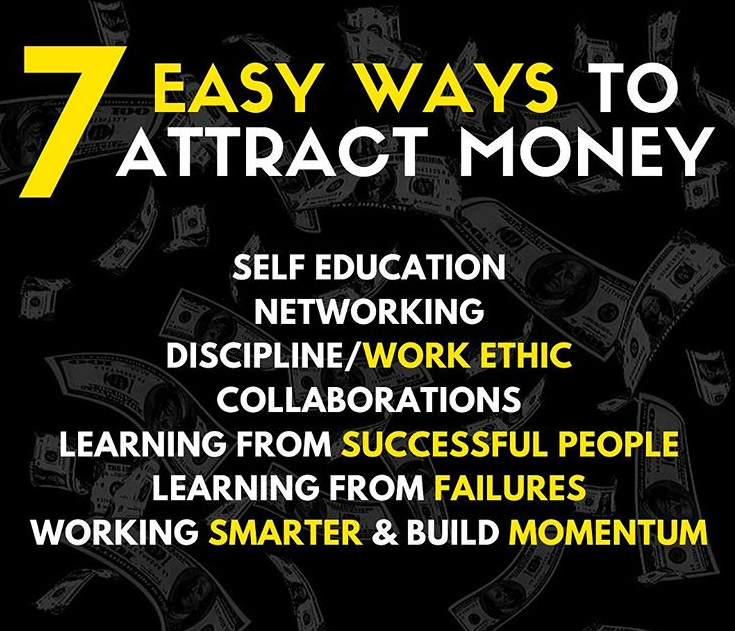 7 EASY WAYS TO
ATTRACT MONEY
SELF EDUCATION
NETWORKING
DISCIPLINE/WORK ETHIC
COLLABORATIONS
LEARNING FROM SUCCESSFUL PEOPLE
LEARNING FROM FAILURES
WORKING SMARTER & BUILD MOMENTUM